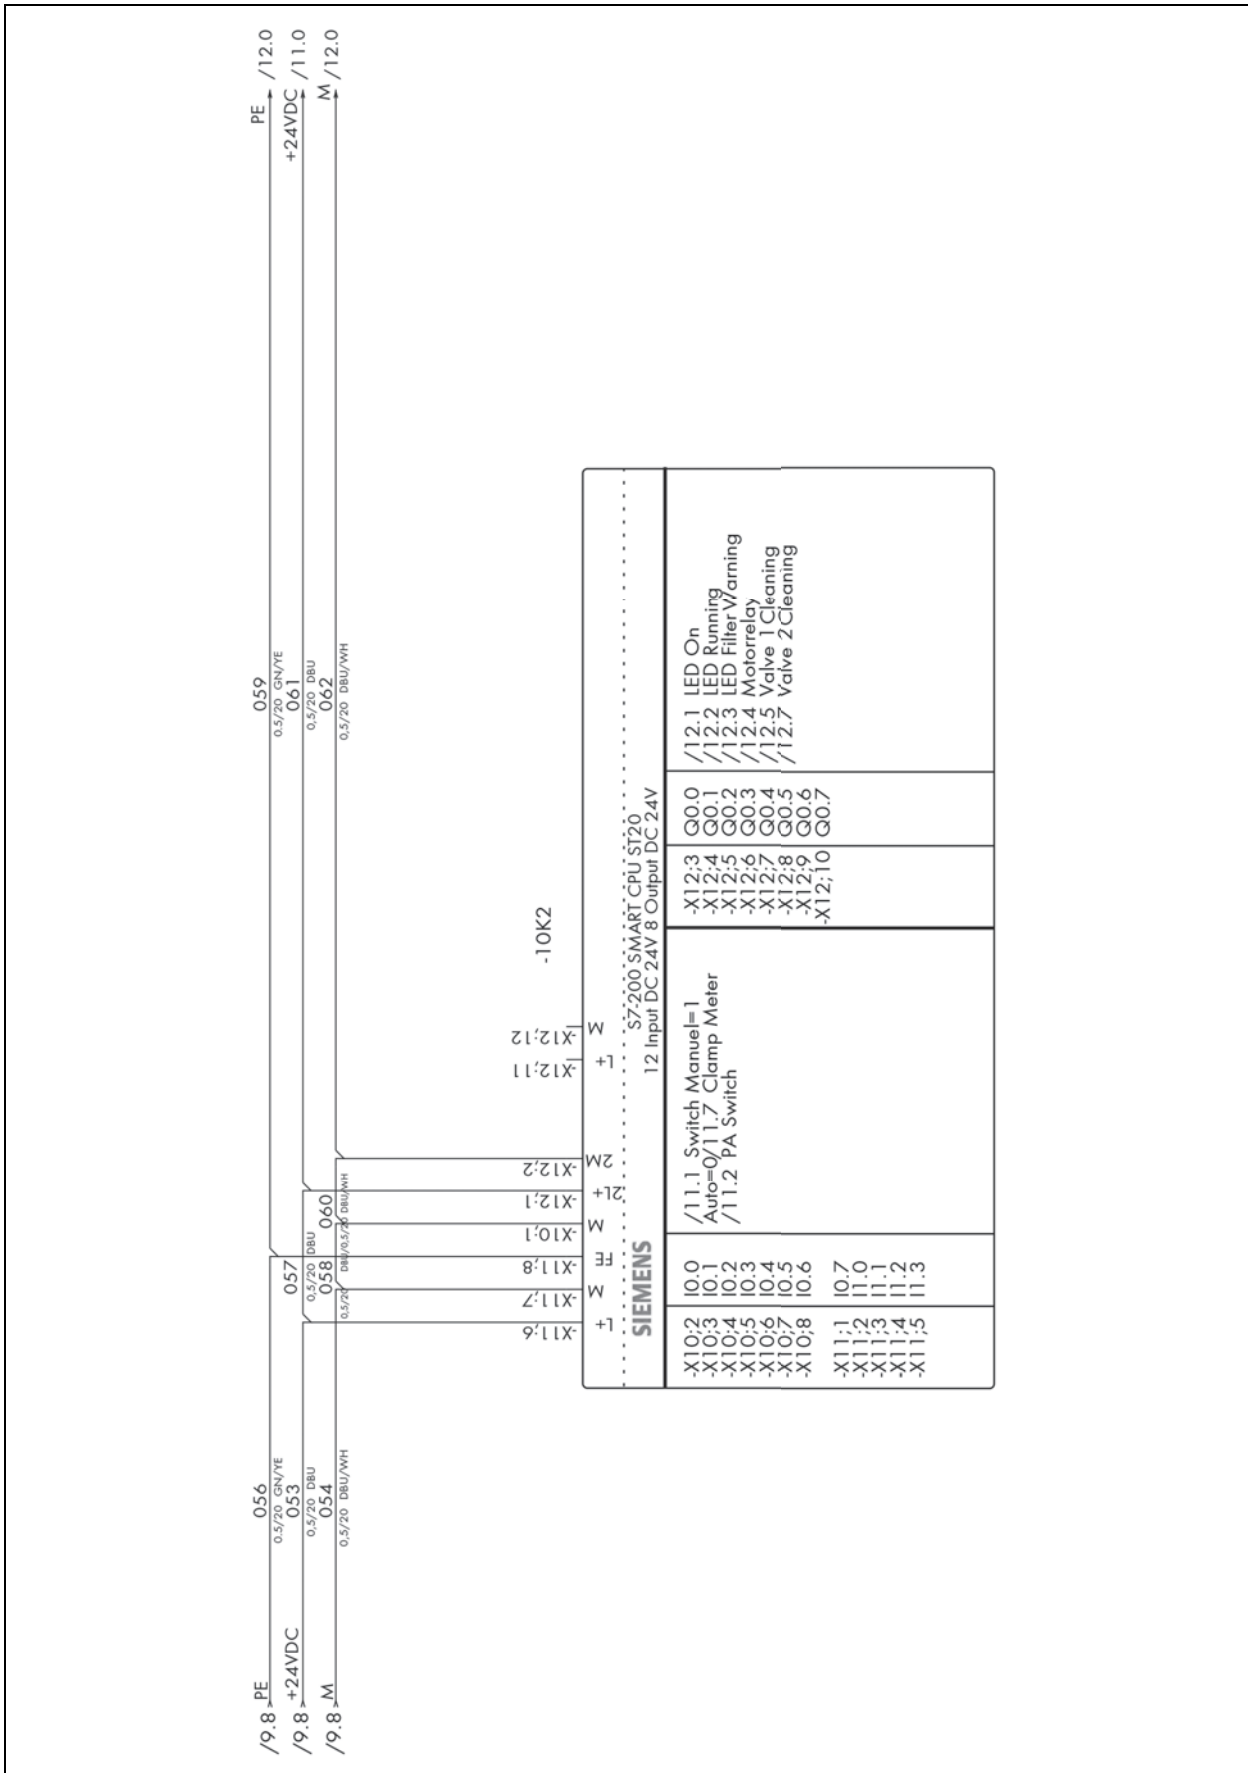 /9.8
PE
056
0.5/20 GN/YE
059
0.5/20 GN/YE
PE
/12.0
/9.8
+24VDC
053
0,5/20 DBU
057
0,5/20 DBU
061
0,5/20 DBU
+24VDC
/11.0
/9.8
M
054
0,5/20 DBU/WH
058
060
0,5/20 DBU/0,5/20 DBU/WH
062
0,5/20 DBU/WH
M
/12.0
-10K2
-X11;6
-X11;7
-X11;8
-X10;1
-X12;1
-X12;2
-X12;11
-X12;12
L+
M
FE
M
2L+
2M
L+
M
SIEMENS
S7-200 SMART CPU ST20
12 Input DC 24V 8 Output DC 24V
-X10;2 I0.0 /11.1 Switch Manuel=1
-X10;3 I0.1 Auto=0/11.7 Clamp Meter
-X10;4 I0.2 /11.2 PA Switch
-X10;5 I0.3
-X10;6 I0.4
-X10;7 I0.5
-X10;8 I0.6
-X11;1 I0.7
-X11;2 I1.0
-X11;3 I1.1
-X11;4 I1.2
-X11;5 I1.3
-X12;3 Q0.0 /12.1 LED On
-X12;4 Q0.1 /12.2 LED Running
-X12;5 Q0.2 /12.3 LED Filter Warning
-X12;6 Q0.3 /12.4 Motorrelay
-X12;7 Q0.4 /12.5 Valve 1 Cleaning
-X12;8 Q0.5 /12.7 Valve 2 Cleaning
-X12;9 Q0.6
-X12;10 Q0.7